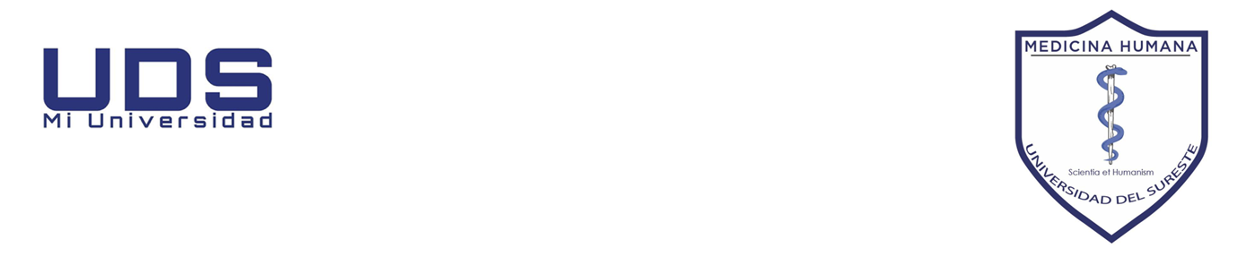 UDS
Mi Universidad
MEDICINA HUMANA
Scientia et Humanism
UNIVERSIDAD DEL SURESTE